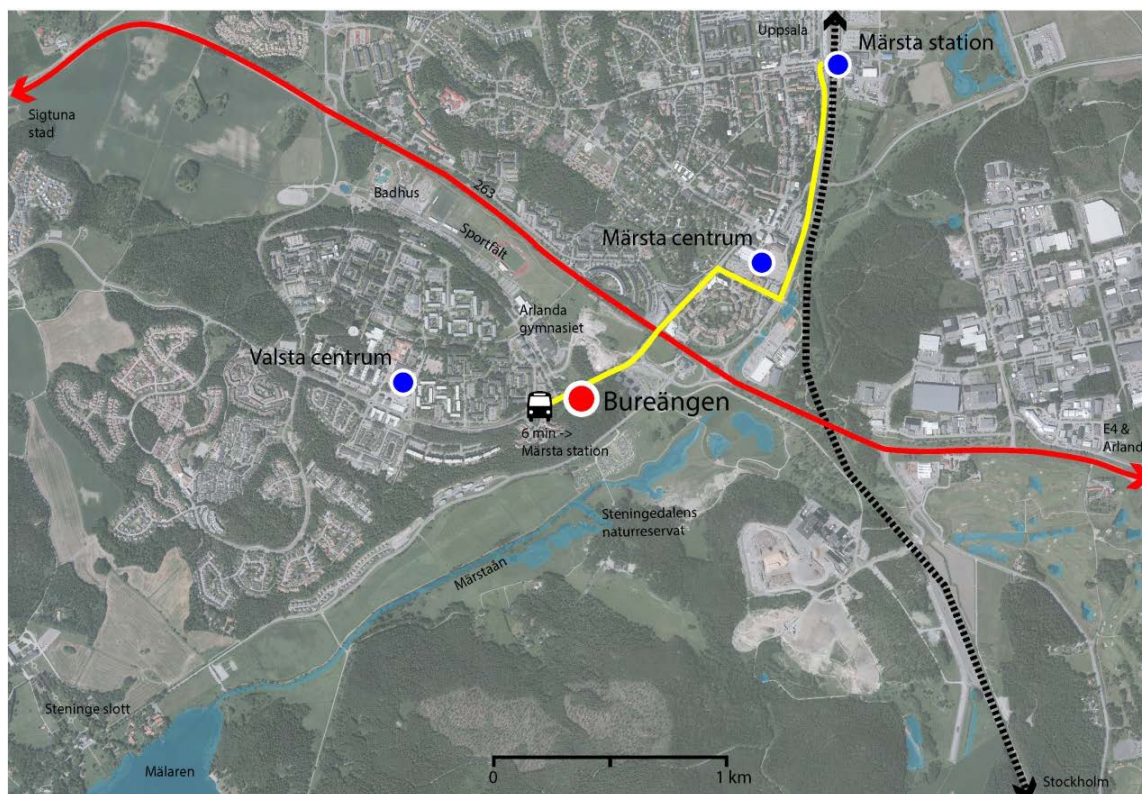 Uppsala
Märsta station
Sigtuna
stad
Badhus
263
Sportfält
Märsta centrum
Arlanda
gymnasiet
Valsta centrum
Bureängen
6 min ->
Märsta station
E4 &
Arland
Steningedalens
naturreservat
Märstaån
Steninge slott
Mälaren
0
1 km
Stockholm